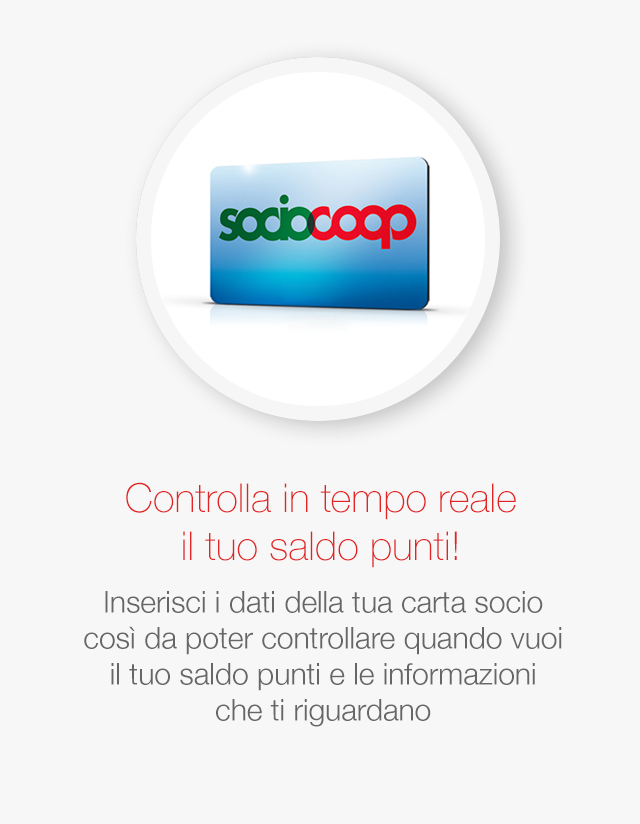 sociocoop
Controlla in tempo reale
il tuo saldo punti!
Inserisci i dati della tua carta socio
così da poter controllare quando vuoi
il tuo saldo punti e le informazioni
che ti riguardano